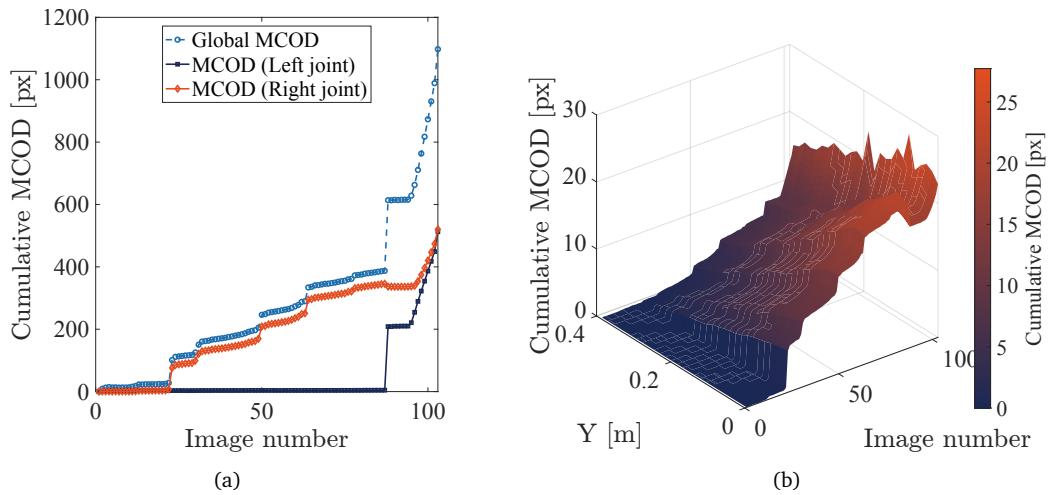 1200
1000
800
600
400
200
0
0
50
100
Cumulative MCOD [px]
Image number
Global MCOD
MCOD (Left joint)
MCOD (Right joint)
(a)
30
20
10
0
Cumulative MCOD [px]
0.4
0.2
0
Y [m]
0
50
100
Image number
25
20
15
10
5
0
Cumulative MCOD [px]
(b)